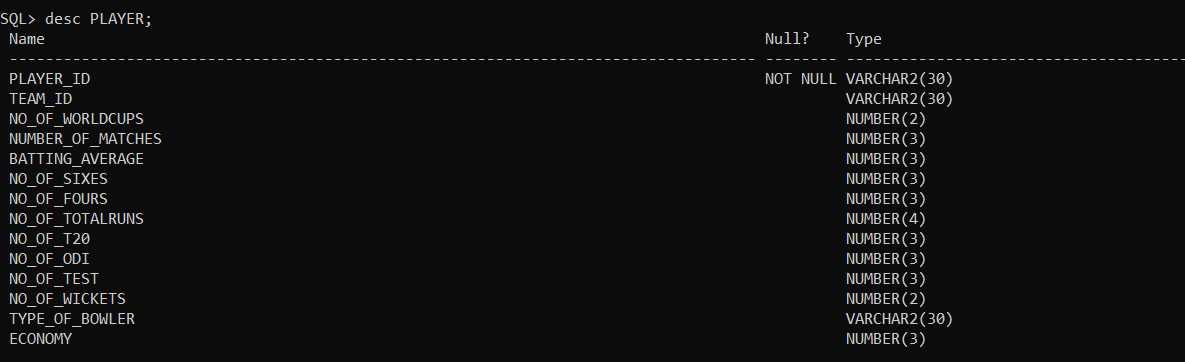 SQL> desc PLAYER;
Name Null? Type
----------------------------------------------------------------------------------- -------- --------------------------------------
PLAYER_ID NOT NULL VARCHAR2(30)
TEAM_ID VARCHAR2(30)
NO_OF_WORLDCUPS NUMBER(2)
NUMBER_OF_MATCHES NUMBER(3)
BATTING_AVERAGE NUMBER(3)
NO_OF_SIXES NUMBER(3)
NO_OF_FOURS NUMBER(3)
NO_OF_TOTALRUNS NUMBER(4)
NO_OF_T20 NUMBER(3)
NO_OF_ODI NUMBER(3)
NO_OF_TEST NUMBER(3)
NO_OF_WICKETS NUMBER(2)
TYPE_OF_BOWLER VARCHAR2(30)
ECONOMY NUMBER(3)